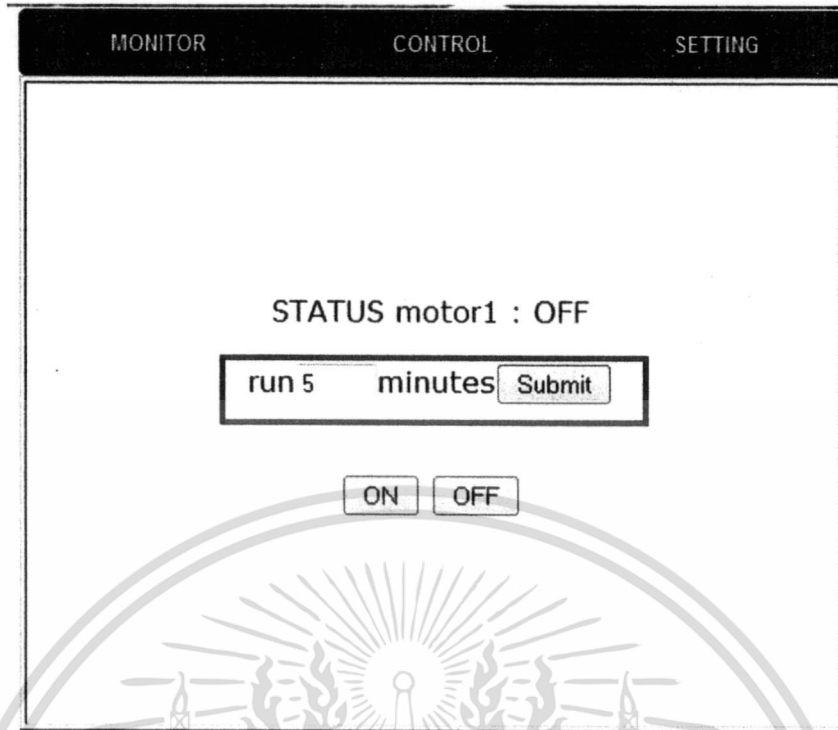 MONITOR CONTROL SETTING
STATUS motor1 : OFF
run 5 minutes Submit
ON OFF